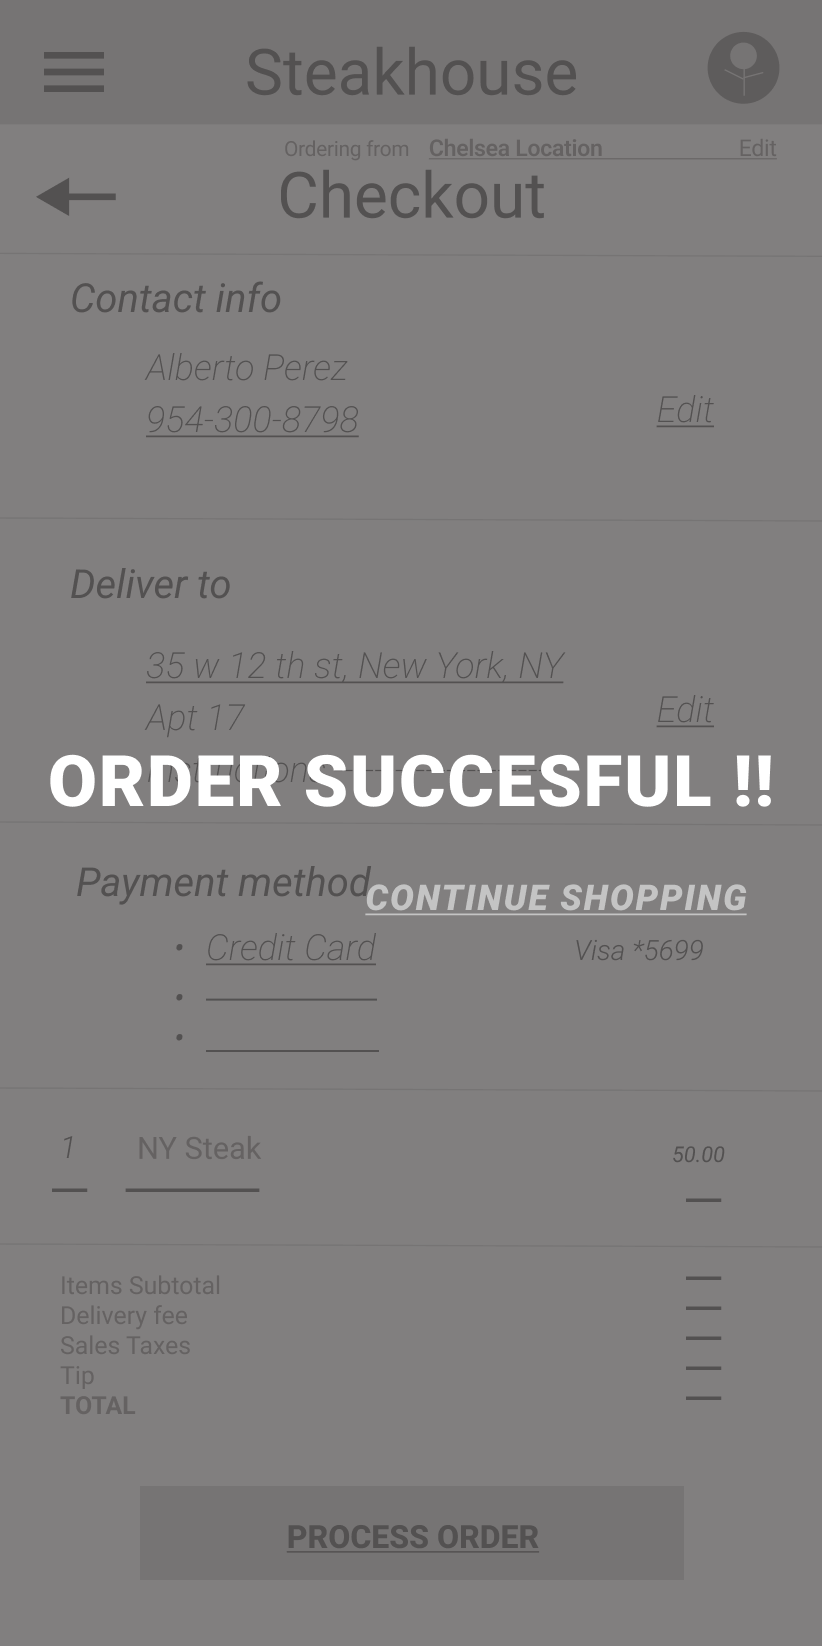 Steakhouse
Ordering from Chelsea Location Edit
Checkout
Contact info
Alberto Perez
954-300-8798
Edit
Deliver to
35 w 12 th st, New York, NY
Apt 17
Edit
ORDER SUCCESFUL !!
Payment method
CONTINUE SHOPPING
• Credit Card Visa *5699
•
•
1 NY Steak 50.00
Items Subtotal
Delivery fee
Sales Taxes
Tip
TOTAL
PROCESS ORDER